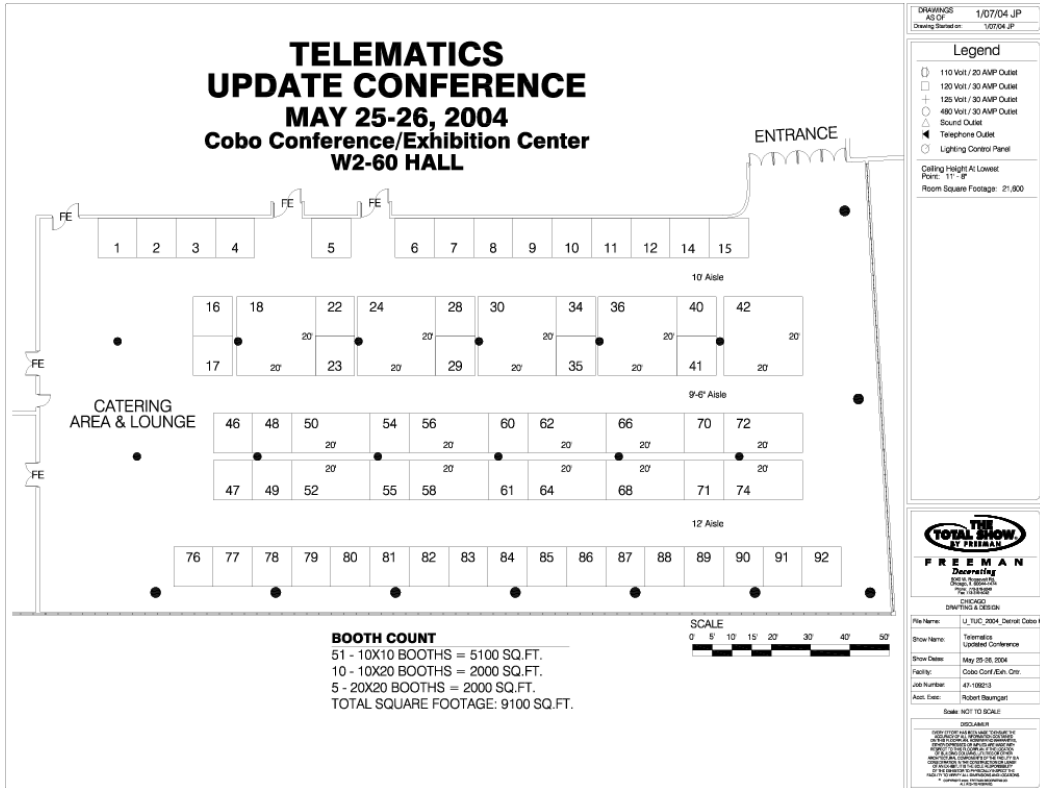 TELEMATICS
UPDATE CONFERENCE
MAY 25-26, 2004
Cobo Conference/Exhibition Center
W2-60 HALL
ENTRANCE
FE
FE
FE
1 2 3 4 5 6 7 8 9 10 11 12 14 15
10' Aisle
16 18 22 24 28 30 34 36 40 42
20' 20' 20' 20' 20'
17 20' 23 20' 29 20' 35 20' 41 20'
FE
9'-6" Aisle
CATERING
AREA & LOUNGE
46 48 50 54 56 60 62 66 70 72
20' 20' 20' 20' 20'
20' 20' 20' 20' 20'
FE
47 49 52 55 58 61 64 68 71 74
12' Aisle
76 77 78 79 80 81 82 83 84 85 86 87 88 89 90 91 92
BOOTH COUNT
51 - 10X10 BOOTHS = 5100 SQ.FT.
10 - 10X20 BOOTHS = 2000 SQ.FT.
5 - 20X20 BOOTHS = 2000 SQ.FT.
TOTAL SQUARE FOOTAGE: 9100 SQ.FT.
SCALE
0 5' 10' 15' 20' 30' 40' 50'
DRAWINGS
AS OF 1/07/04 JP
Drawing Started on: 1/07/04 JP
Legend
110 Volt / 20 AMP Outlet
120 Volt / 30 AMP Outlet
125 Volt / 30 AMP Outlet
480 Volt / 30 AMP Outlet
Sound Outlet
Telephone Outlet
Lighting Control Panel
Ceiling Height At Lowest
Point: 11' - 8"
Room Square Footage: 21,600
THE
TOTAL SHOW.
BY FREEMAN
FREEMAN
Decorating
CHICAGO
DRAFTING & DESIGN
File Name: U_TUC_2004_Detroit Cobo
Show Name: Telematics
Updated Conference
Show Dates: May 25-26, 2004
Facility: Cobo Conf./Exh. Cntr.
Job Number:
Acct. Exec: Robert Baumgart
Scale: NOT TO SCALE
DISCLAIMER